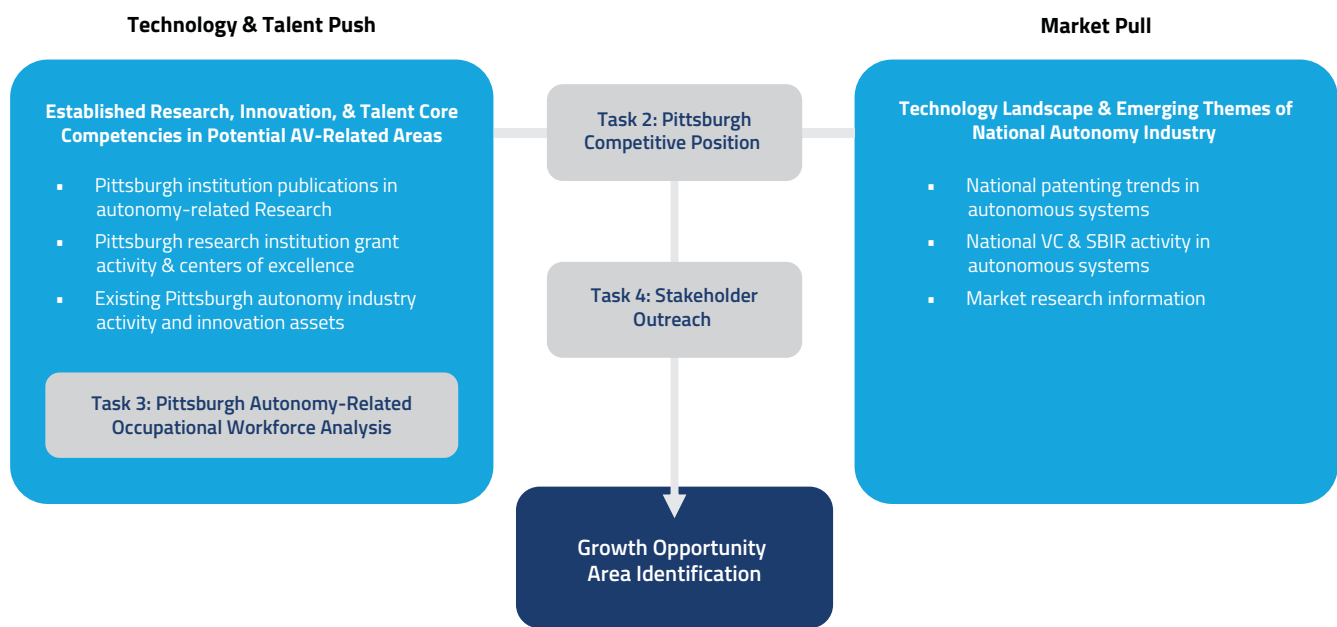 Technology & Talent Push
Established Research, Innovation, & Talent Core
Competencies in Potential AV-Related Areas
▪ Pittsburgh institution publications in
autonomy-related Research
▪ Pittsburgh research institution grant
activity & centers of excellence
▪ Existing Pittsburgh autonomy industry
activity and innovation assets
Task 3: Pittsburgh Autonomy-Related
Occupational Workforce Analysis
Task 2: Pittsburgh
Competitive Position
Task 4: Stakeholder
Outreach
Growth Opportunity
Area Identification
Market Pull
Technology Landscape & Emerging Themes of
National Autonomy Industry
▪ National patenting trends in
autonomous systems
▪ National VC & SBIR activity in
autonomous systems
▪ Market research information